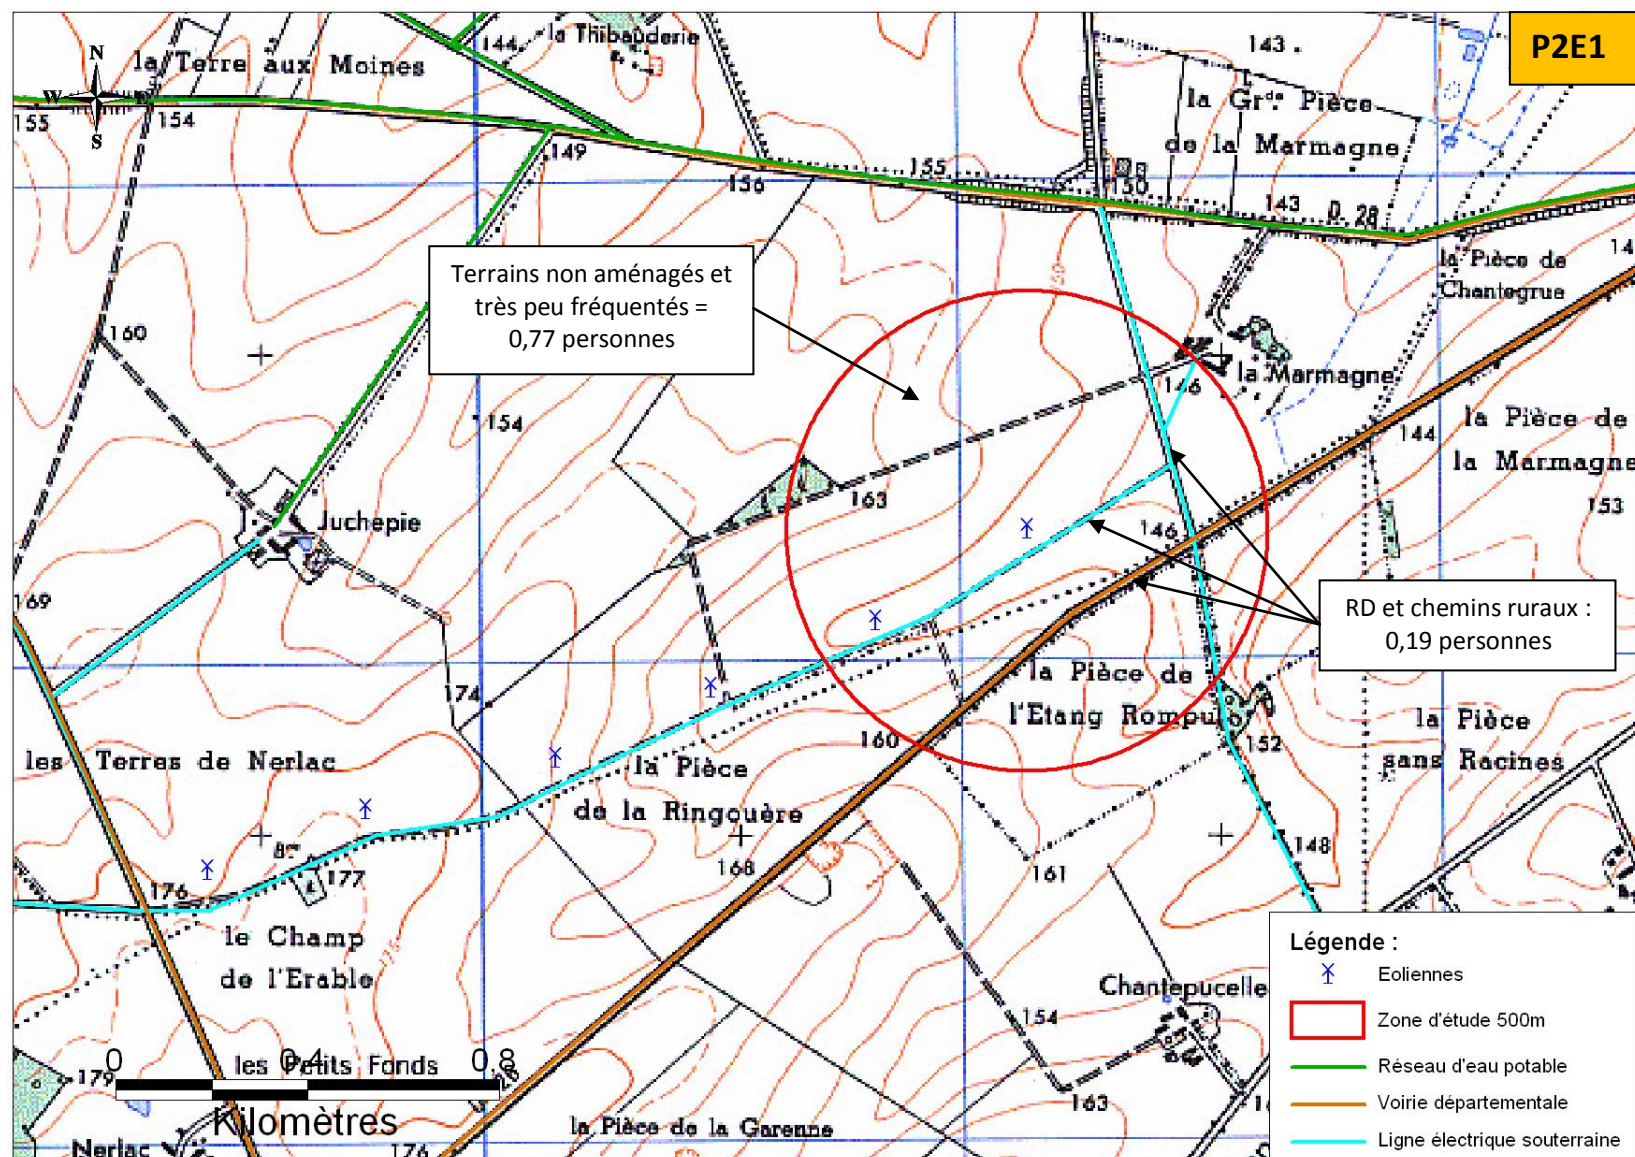 P2E1
144
la Thibauderie
143
la Terre aux Moines
N
W
S
155
154
la Gr.de Pièce
de la Marmagne
149
155
150
156
143
D. 28
Terrains non aménagés et
très peu fréquentés =
0,77 personnes
la Pièce de
Chantegrue
160
146
la Marmagne
154
144
la Pièce de
la Marmagne
163
153
Juchepie
146
169
RD et chemins ruraux :
0,19 personnes
174
la Pièce de
l'Etang Rompu
la Pièce
sans Racines
160
152
les Terres de Nerlac
la Pièce
de la Ringouère
148
168
161
176
177
le Champ
de l'Erable
176
Chantepucelle
154
163
Légende :
Eoliennes
Zone d'étude 500m
Réseau d'eau potable
Voirie départementale
Ligne électrique souterraine
0
0,4
0,8
les Petits Fonds
179
Kilomètres
la Pièce de la Garenne
Nerlac
176